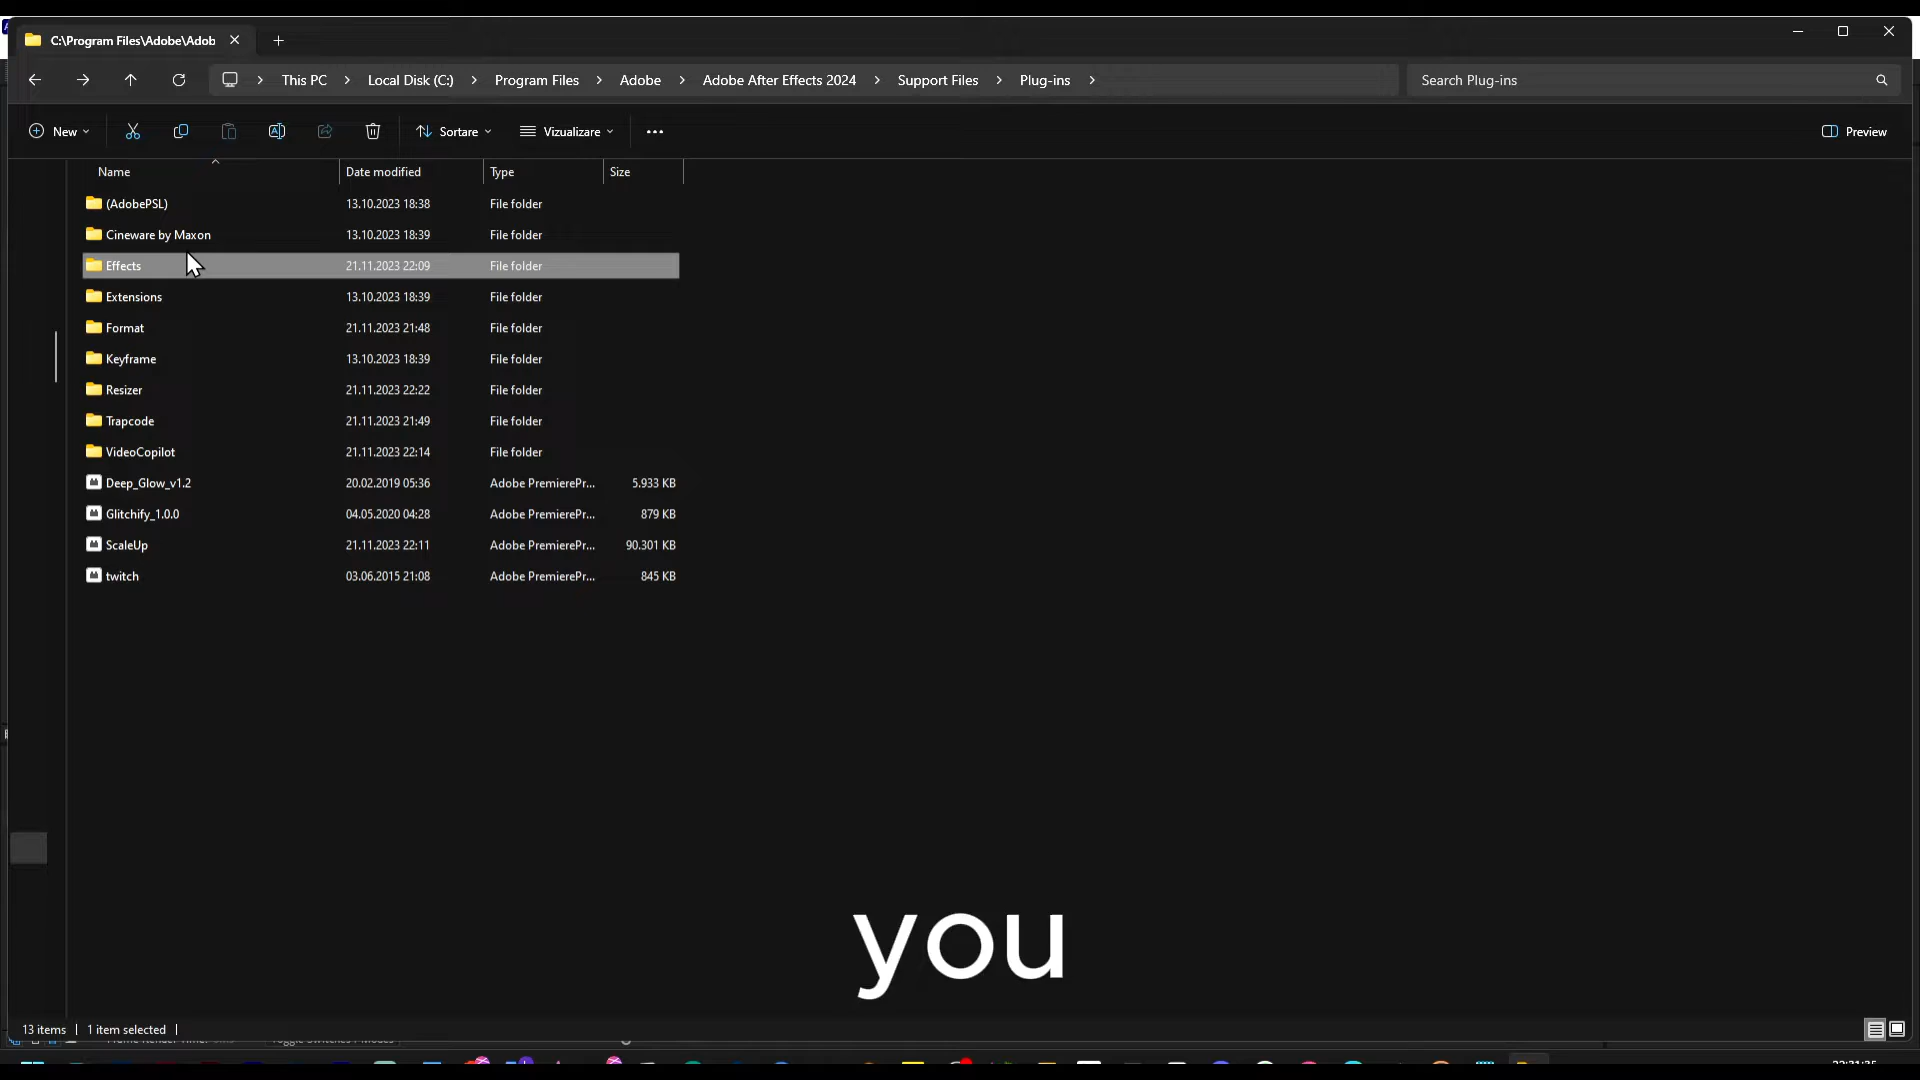 C:\Program Files\Adobe\Adob
This PC > Local Disk (C:) > Program Files > Adobe > Adobe After Effects 2024 > Support Files > Plug-ins >
Search Plug-ins
New
Sortare
Vizualizare
Preview
Name Date modified Type Size
(AdobePSL) 13.10.2023 18:38 File folder
Cineware by Maxon 13.10.2023 18:39 File folder
Effects 21.11.2023 22:09 File folder
Extensions 13.10.2023 18:39 File folder
Format 21.11.2023 21:48 File folder
Keyframe 13.10.2023 18:39 File folder
Resizer 21.11.2023 22:22 File folder
Trapcode 21.11.2023 21:49 File folder
VideoCopilot 21.11.2023 22:14 File folder
Deep_Glow_v1.2 20.02.2019 05:36 Adobe PremierePr... 5.933 KB
Glitchify_1.0.0 04.05.2020 04:28 Adobe PremierePr... 879 KB
ScaleUp 21.11.2023 22:11 Adobe PremierePr... 90.301 KB
twitch 03.06.2015 21:08 Adobe PremierePr... 845 KB
you
13 items 1 item selected